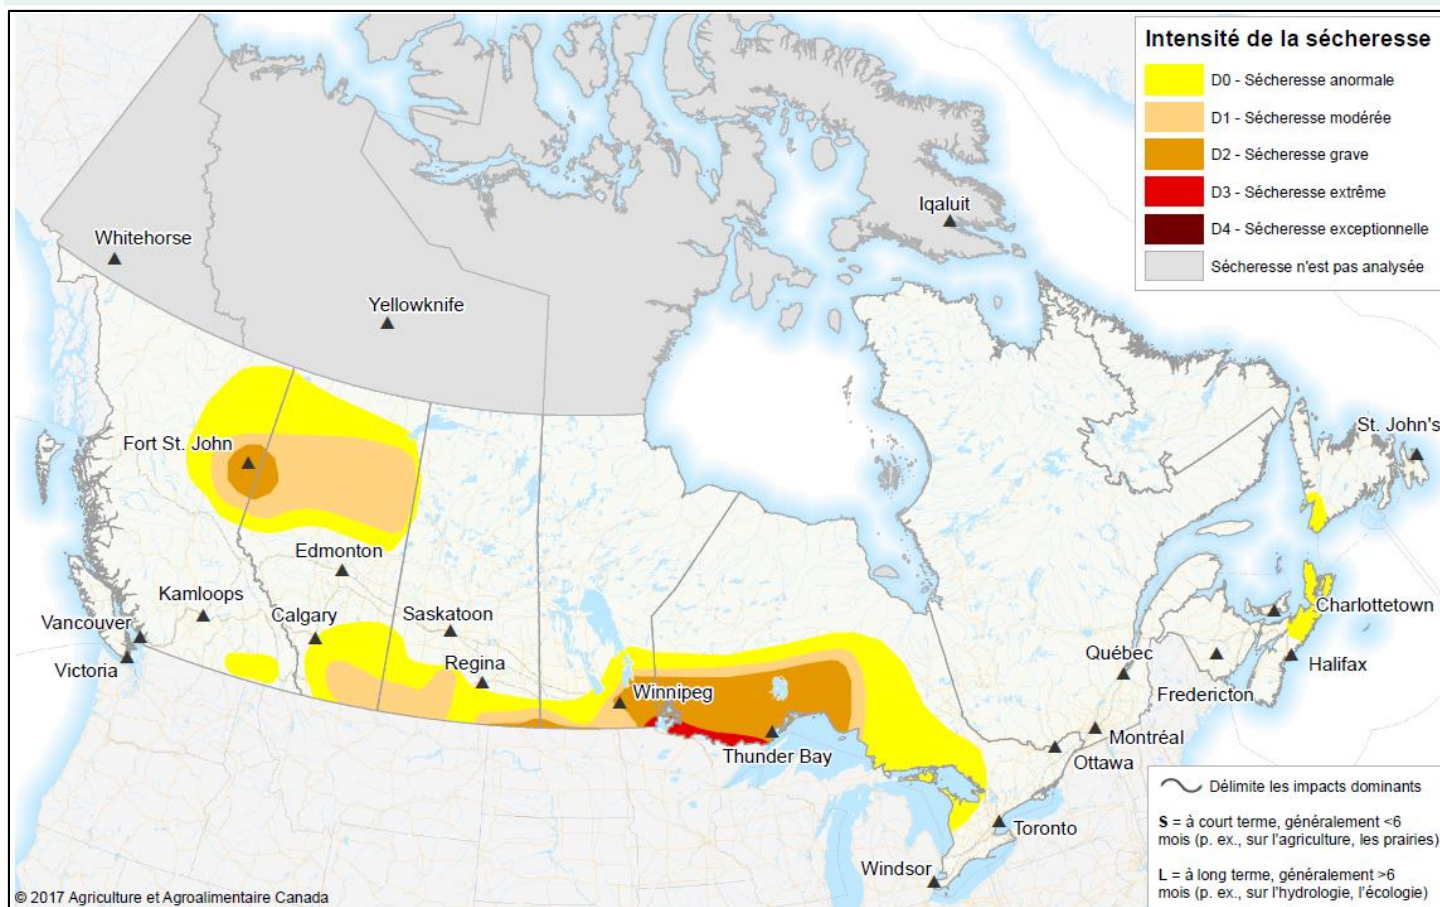 Intensité de la sécheresse
D0 - Sécheresse anormale
D1 - Sécheresse modérée
D2 - Sécheresse grave
D3 - Sécheresse extrême
D4 - Sécheresse exceptionnelle
Sécheresse n'est pas analysée
Iqaluit
Whitehorse
Yellowknife
St. John's
Fort St. John
Edmonton
Kamloops
Calgary
Saskatoon
Charlottetown
Vancouver
Victoria
Regina
Québec
Halifax
Winnipeg
Fredericton
Montréal
Thunder Bay
Ottawa
Toronto
Windsor
Délimite les impacts dominants
S = à court terme, généralement <6
mois (p. ex., sur l'agriculture, les prairies)
L = à long terme, généralement >6
mois (p. ex., sur l'hydrologie, l'écologie)
© 2017 Agriculture et Agroalimentaire Canada